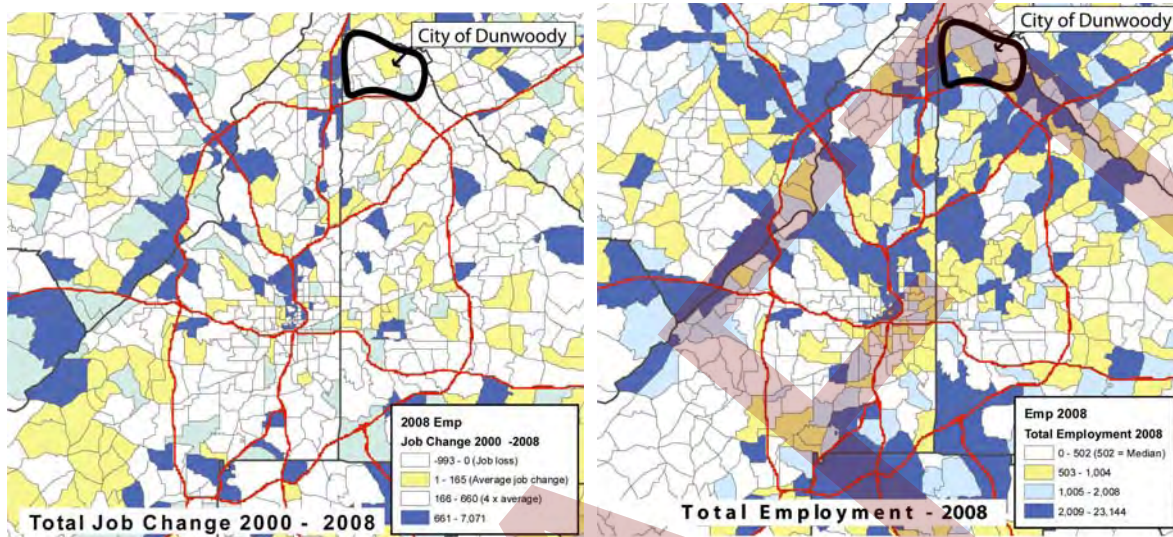 City of Dunwoody
2008 Emp
Job Change 2000 -2008
-993 - 0 (Job loss)
1 - 165 (Average job change)
166 - 660 (4 x average)
661 - 7,071
Total Job Change 2000 - 2008
City of Dunwoody
Emp 2008
Total Employment 2008
0 - 502 (502 = Median)
503 - 1,004
1,005 - 2,008
2,009 - 23,144
Total Employment - 2008